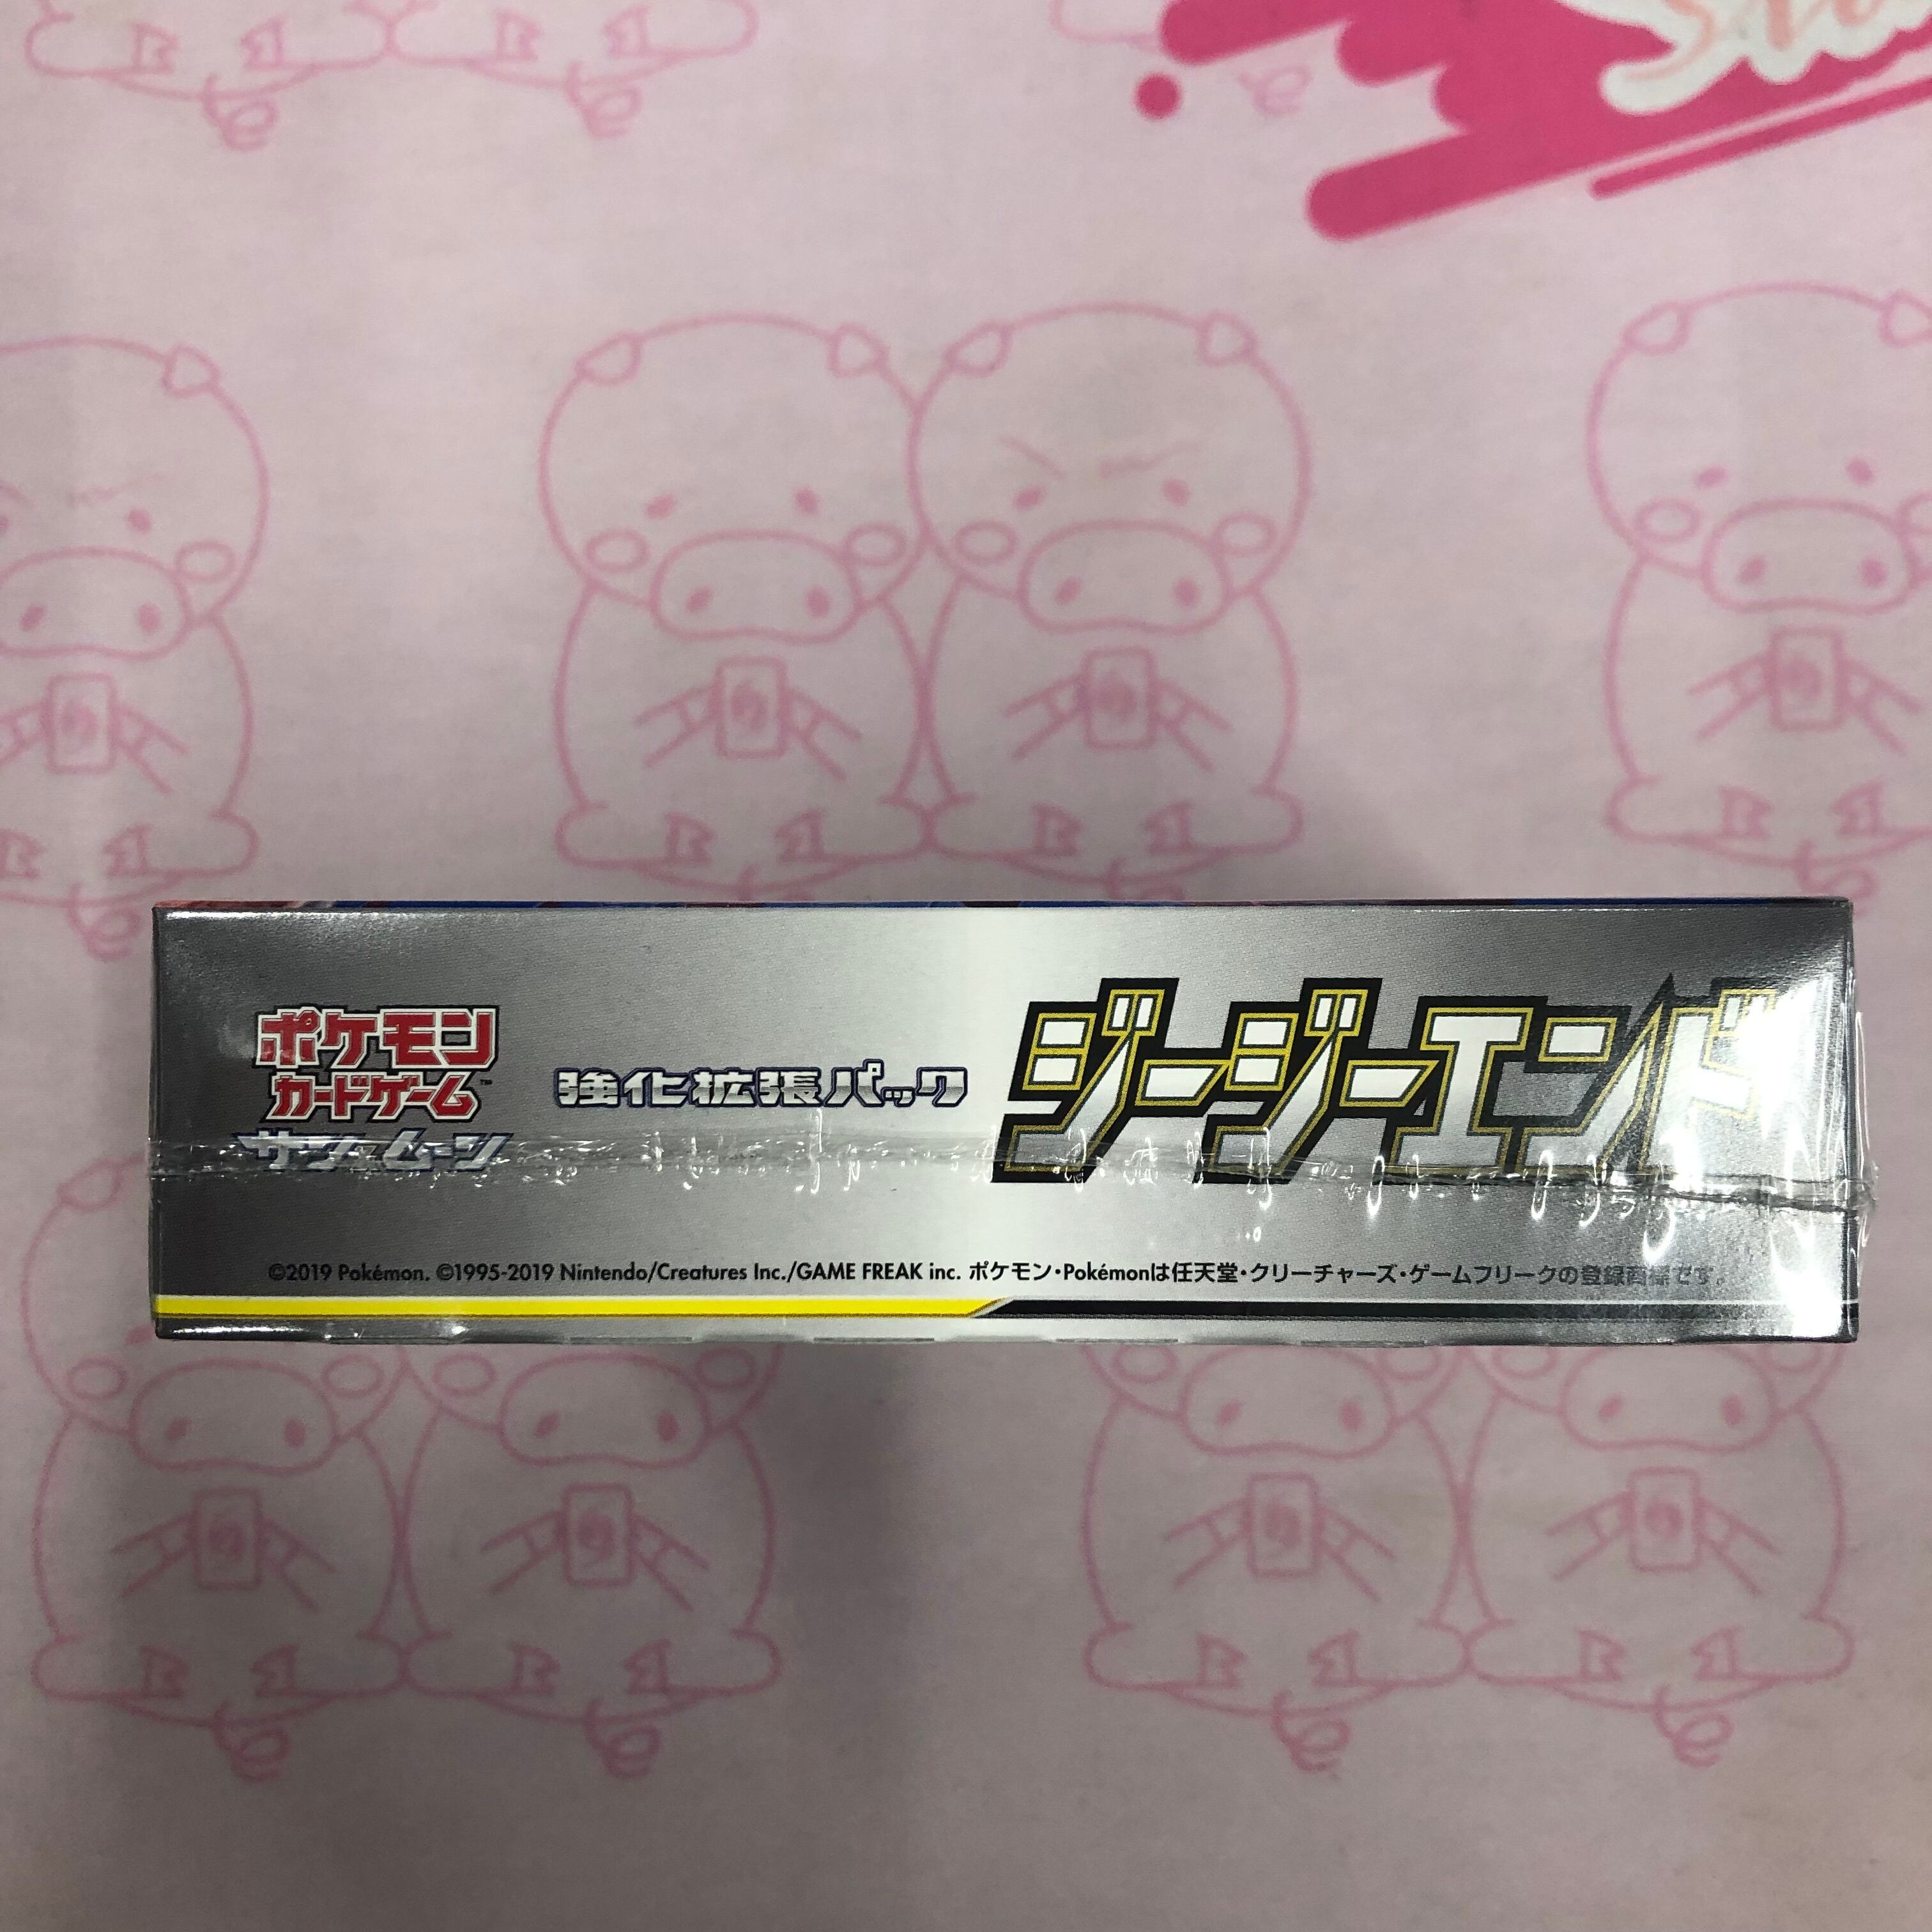 ポケモン
カードゲーム™
サン&ムーン
強化拡張パック
ジージーエンド
©2019 Pokémon. ©1995-2019 Nintendo/Creatures Inc./GAME FREAK inc. ポケモン・Pokémonは任天堂・クリーチャーズ・ゲームフリークの登録商標です。